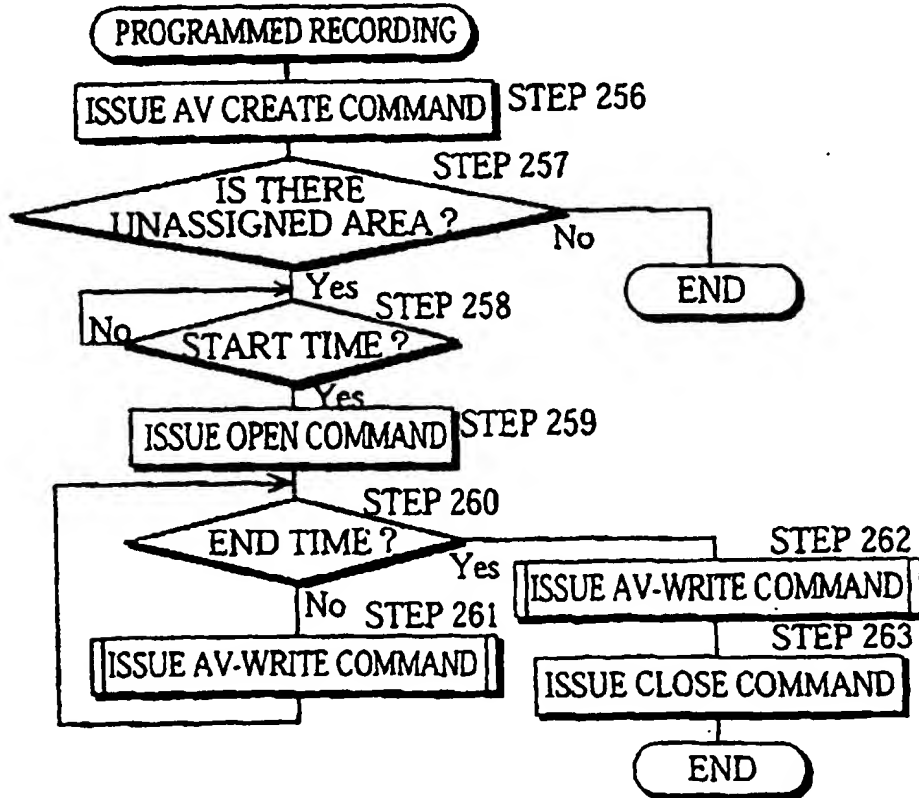 PROGRAMMED RECORDING
ISSUE AV CREATE COMMAND
STEP 256
STEP 257
IS THERE
UNASSIGNED AREA?
No
END
Yes
STEP 258
No
START TIME?
Yes
ISSUE OPEN COMMAND
STEP 259
STEP 260
END TIME?
Yes
No
STEP 261
ISSUE AV-WRITE COMMAND
STEP 262
ISSUE AV-WRITE COMMAND
STEP 263
ISSUE CLOSE COMMAND
END